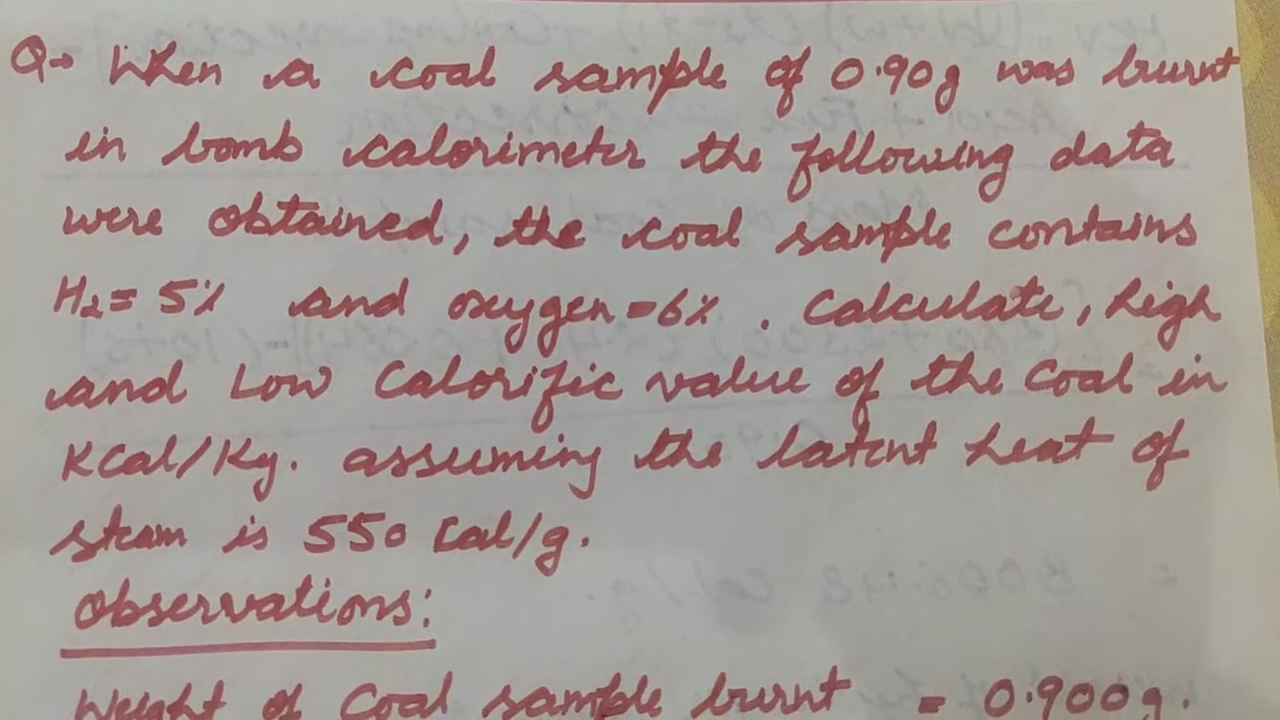 Q→ When a coal sample of 0.90g was burnt
in bomb calorimeter the following data
were obtained, the coal sample contains
H₂= 5% and oxygen=6%. Calculate, high
and Low Calorific value of the Coal in
KCal/Kg. assuming the latent heat of
steam is 550 Cal/g.
Observations:
Weight of Coal sample burnt = 0.900g.